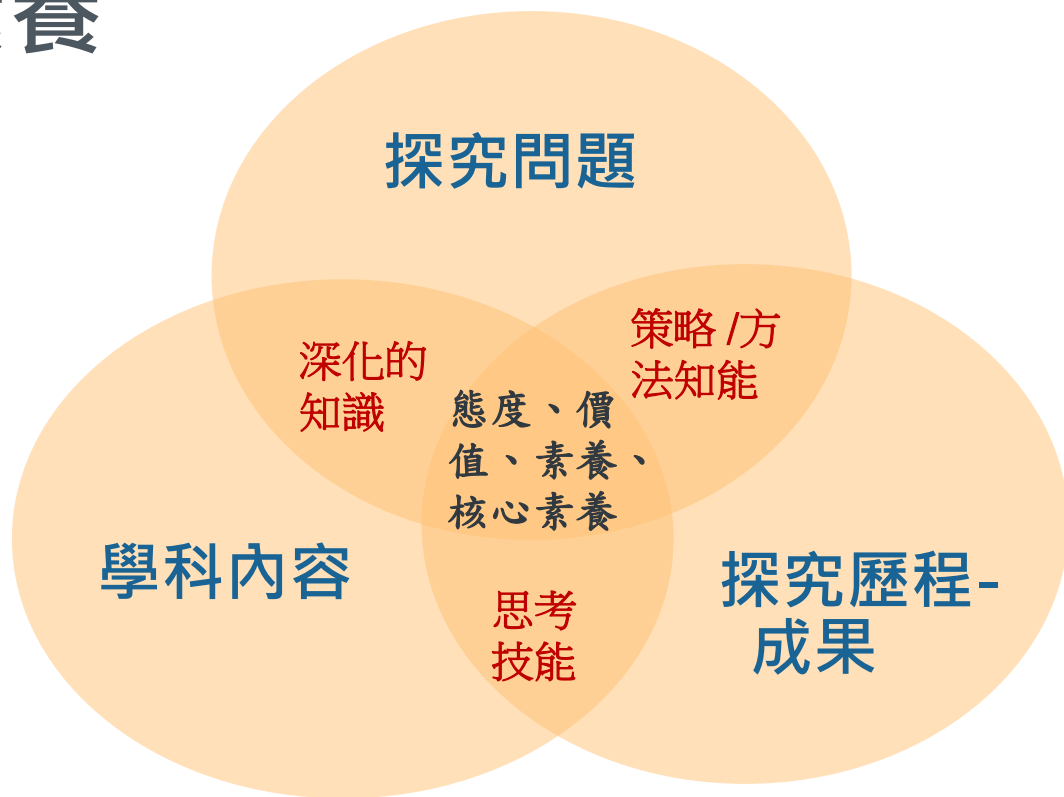 養
探究問題
策略 /方
法知能
深化的
知識
態度、價
值、素養、
核心素養
學科內容
探究歷程-
成果
思考
技能